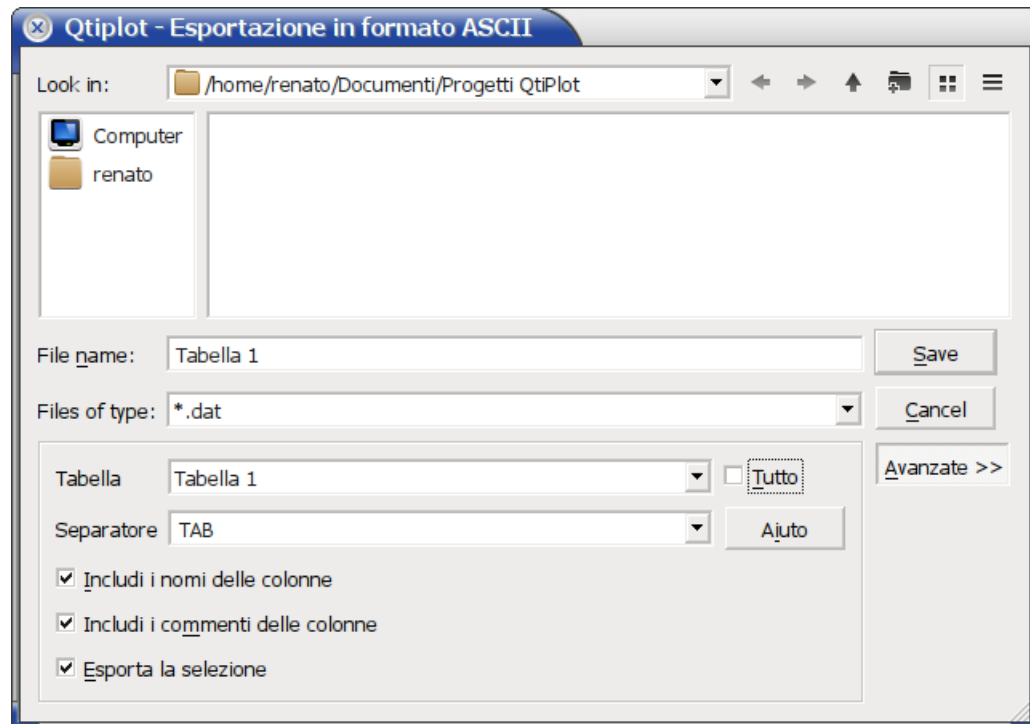 Qtiplot - Esportazione in formato ASCII
Look in: /home/renato/Documenti/Progetti QtiPlot
Computer
renato
File name: Tabella 1 Save
Files of type: *.dat Cancel
Avanzate >>
Tabella Tabella 1 Tutto
Separatore TAB Aiuto
Includi i nomi delle colonne
Includi i commenti delle colonne
Esporta la selezione